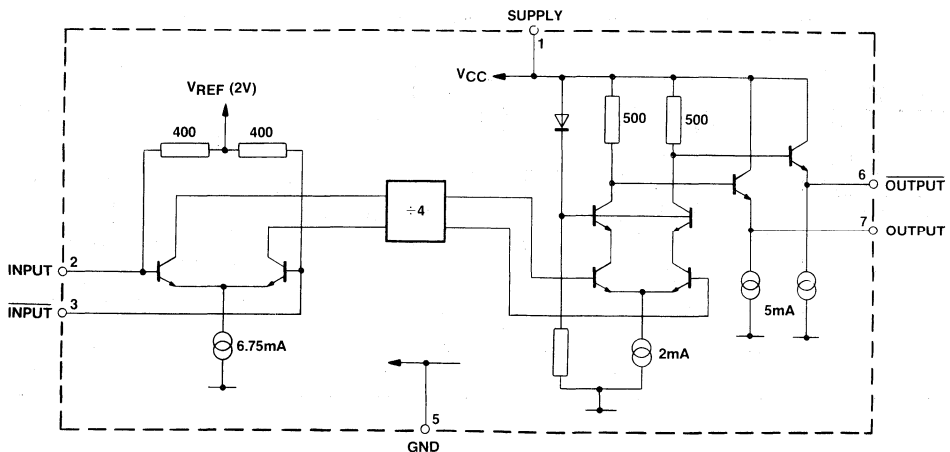 SUPPLY
1
VCC
VREF (2V)
400
400
500
500
÷4
6
OUTPUT
7
OUTPUT
INPUT
2
INPUT
3
6.75mA
2mA
5mA
5
GND